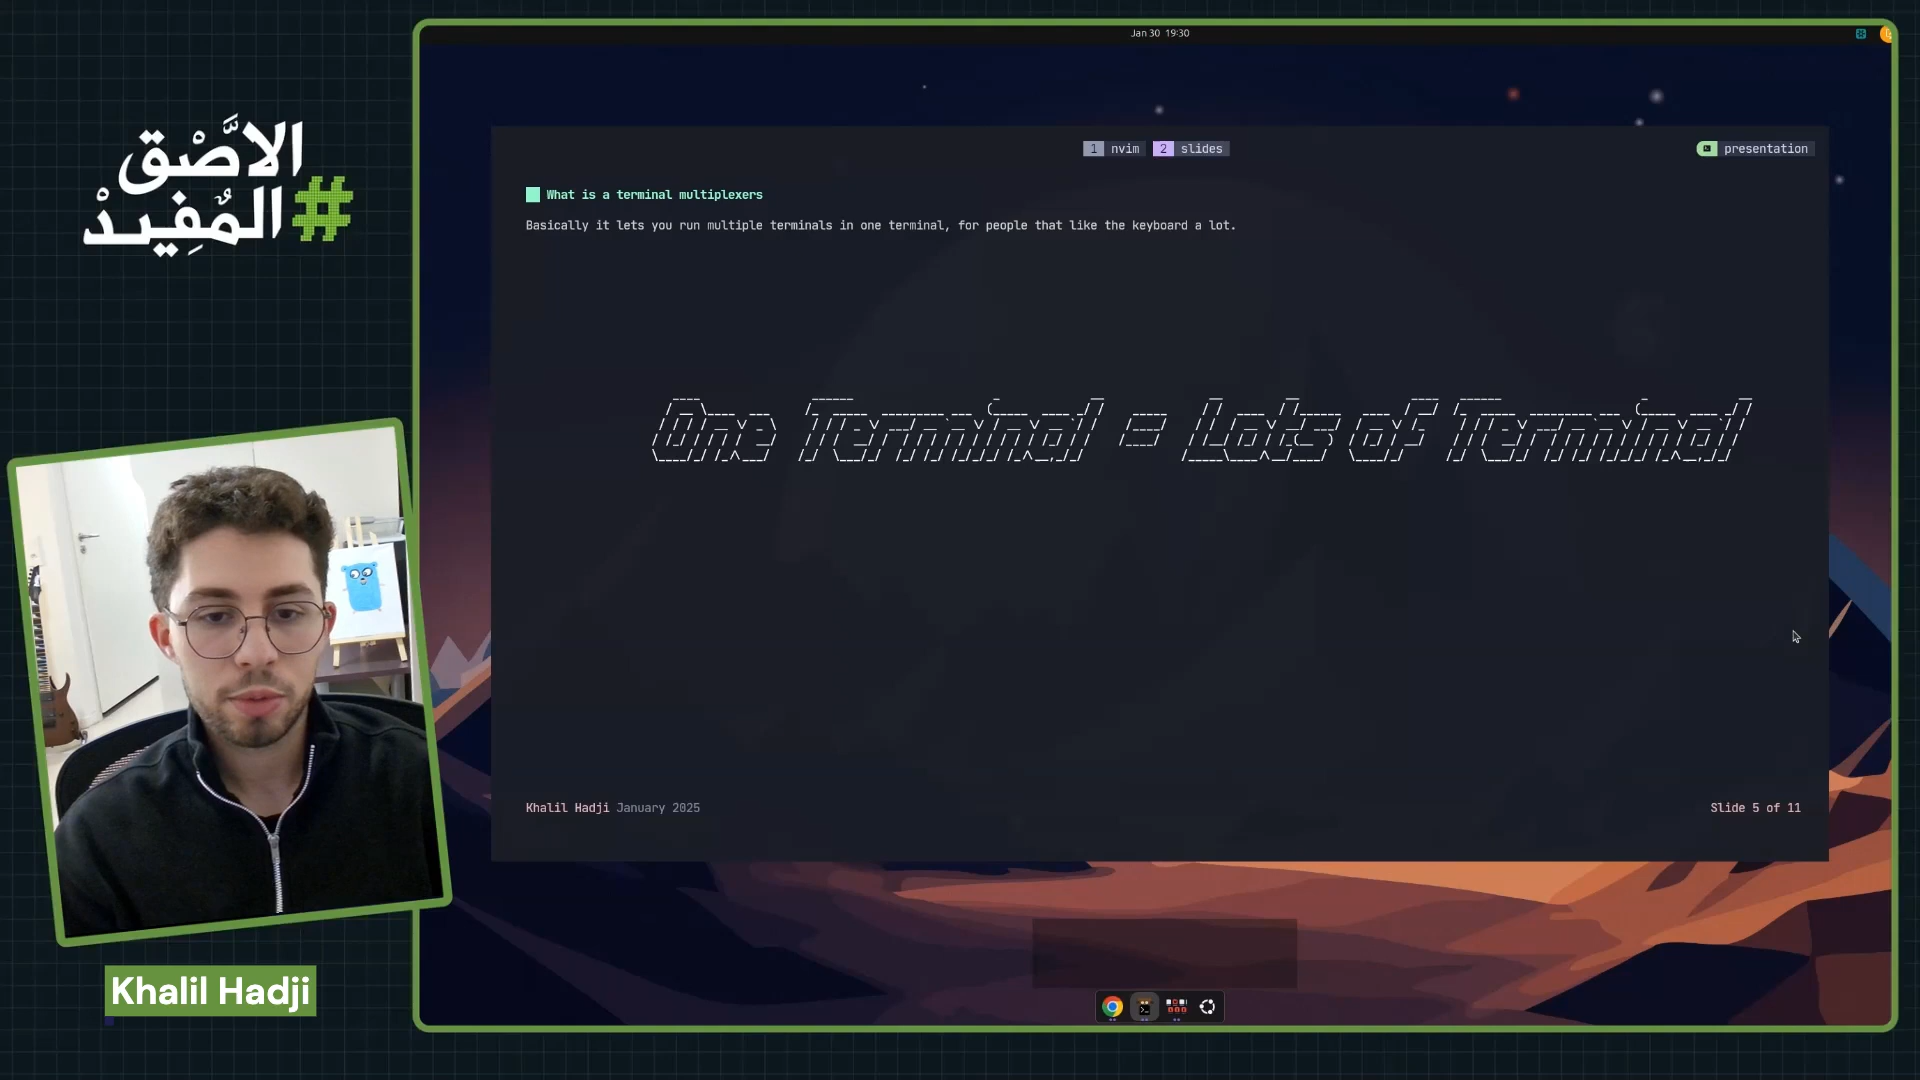 Jan 30 19:30
الاصَّقْ
#المُفِيدْ
1 nvim 2 slides
presentation
What is a terminal multiplexers
Basically it lets you run multiple terminals in one terminal, for people that like the keyboard a lot.
One Terminal = Lots of Terminal
Khalil Hadji January 2025
Slide 5 of 11
Khalil Hadji